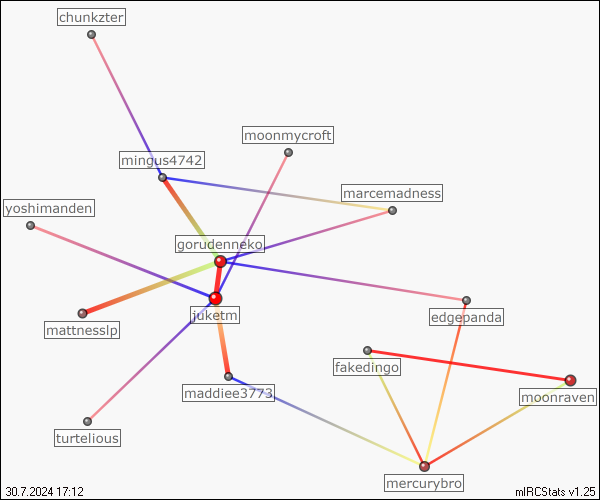 chunkzter
moonmycroft
mingus4742
marcemadness
yoshimanden
gorudenneko
juketm
edgepanda
mattnesslp
fakedingo
maddiee3773
moonraven
turtelious
mercurybro
30.7.2024 17:12
mIRCStats v1.25